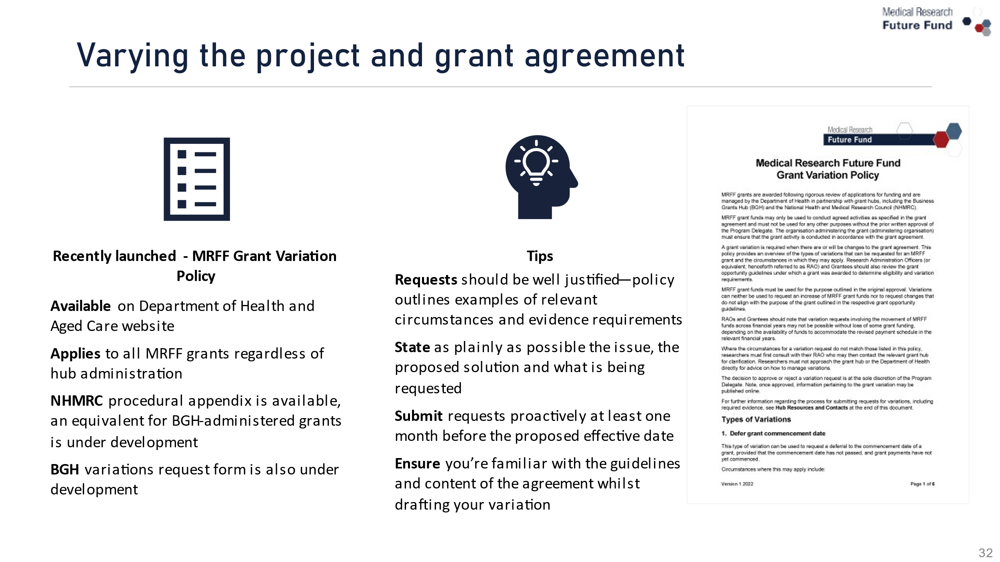 Medical Research
Future Fund
Varying the project and grant agreement
Recently launched - MRFF Grant Variation
Policy
Available on Department of Health and
Aged Care website
Applies to all MRFF grants regardless of
hub administration
NHMRC procedural appendix is available,
an equivalent for BGH-administered grants
is under development
BGH variations request form is also under
development
Tips
Requests should be well justified—policy
outlines examples of relevant
circumstances and evidence requirements
State as plainly as possible the issue, the
proposed solution and what is being
requested
Submit requests proactively at least one
month before the proposed effective date
Ensure you’re familiar with the guidelines
and content of the agreement whilst
drafting your variation
Medical Research
Future Fund
Medical Research Future Fund
Grant Variation Policy
MRFF grants are awarded following rigorous review of applications for funding and are
managed by the Department of Health in partnership with grant hubs, including the Business
Grants Hub (BGH) and the National Health and Medical Research Council (NHMRC).
MRFF grant funds may only be used to conduct agreed activities as specified in the grant
agreement and must not be used for any other purposes without the prior written approval of
the Program Delegate. The organisation administering the grant (administering organisation)
must ensure that the grant activity is conducted in accordance with the grant agreement.
A grant variation is required when there are or will be changes to the grant agreement. This
policy provides an overview of the types of variations that can be requested for an MRFF
grant and the circumstances in which they may apply. Research Administration Officers (or
equivalent; henceforth referred to as RAO) and Grantees should also review the grant
opportunity guidelines under which a grant was awarded to determine eligibility and variation
requirements.
MRFF grant funds must be used for the purpose outlined in the original approval. Variations
can neither be used to request an increase of MRFF grant funds nor to request changes that
do not align with the purpose of the grant outlined in the respective grant opportunity
guidelines.
RAOs and Grantees should note that variation requests involving the movement of MRFF
funds across financial years may not be possible without loss of some grant funding,
depending on the availability of funds to accommodate the revised payment schedule in the
relevant financial years.
Where the circumstances for a variation request do not match those listed in this policy,
researchers must first consult with their RAO who may then contact the relevant grant hub
for clarification. Researchers must not approach the grant hub or the Department of Health
directly for advice on how to manage variations.
The decision to approve or reject a variation request is at the sole discretion of the Program
Delegate. Note, once approved, information pertaining to the grant variation may be
published online.
For further information regarding the process for submitting requests for variations, including
required evidence, see Hub Resources and Contacts at the end of this document.
Types of Variations
1. Defer grant commencement date
This type of variation can be used to request a deferral to the commencement date of a
grant, provided that the commencement date has not passed, and grant payments have not
yet commenced.
Circumstances where this may apply include:
Version 1.2022
Page 1 of 6
32